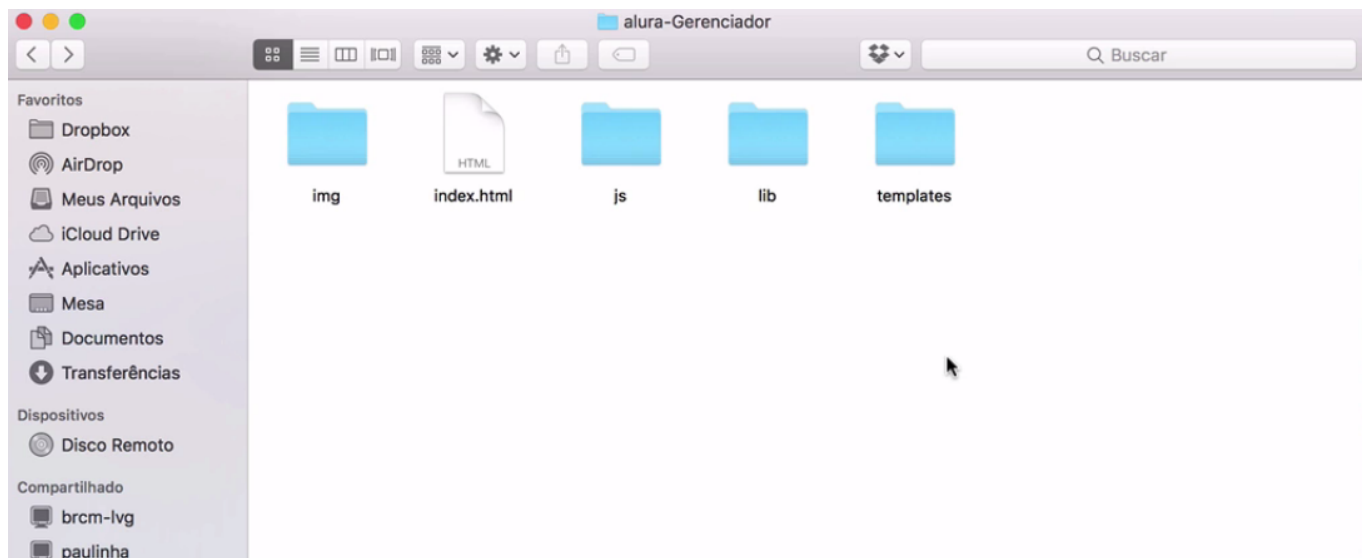 alura-Gerenciador
Buscar
Favoritos
Dropbox
AirDrop
Meus Arquivos
iCloud Drive
Aplicativos
Mesa
Documentos
Transferências
Dispositivos
Disco Remoto
Compartilhado
brcm-lvg
paulinha
HTML
img
index.html
js
lib
templates